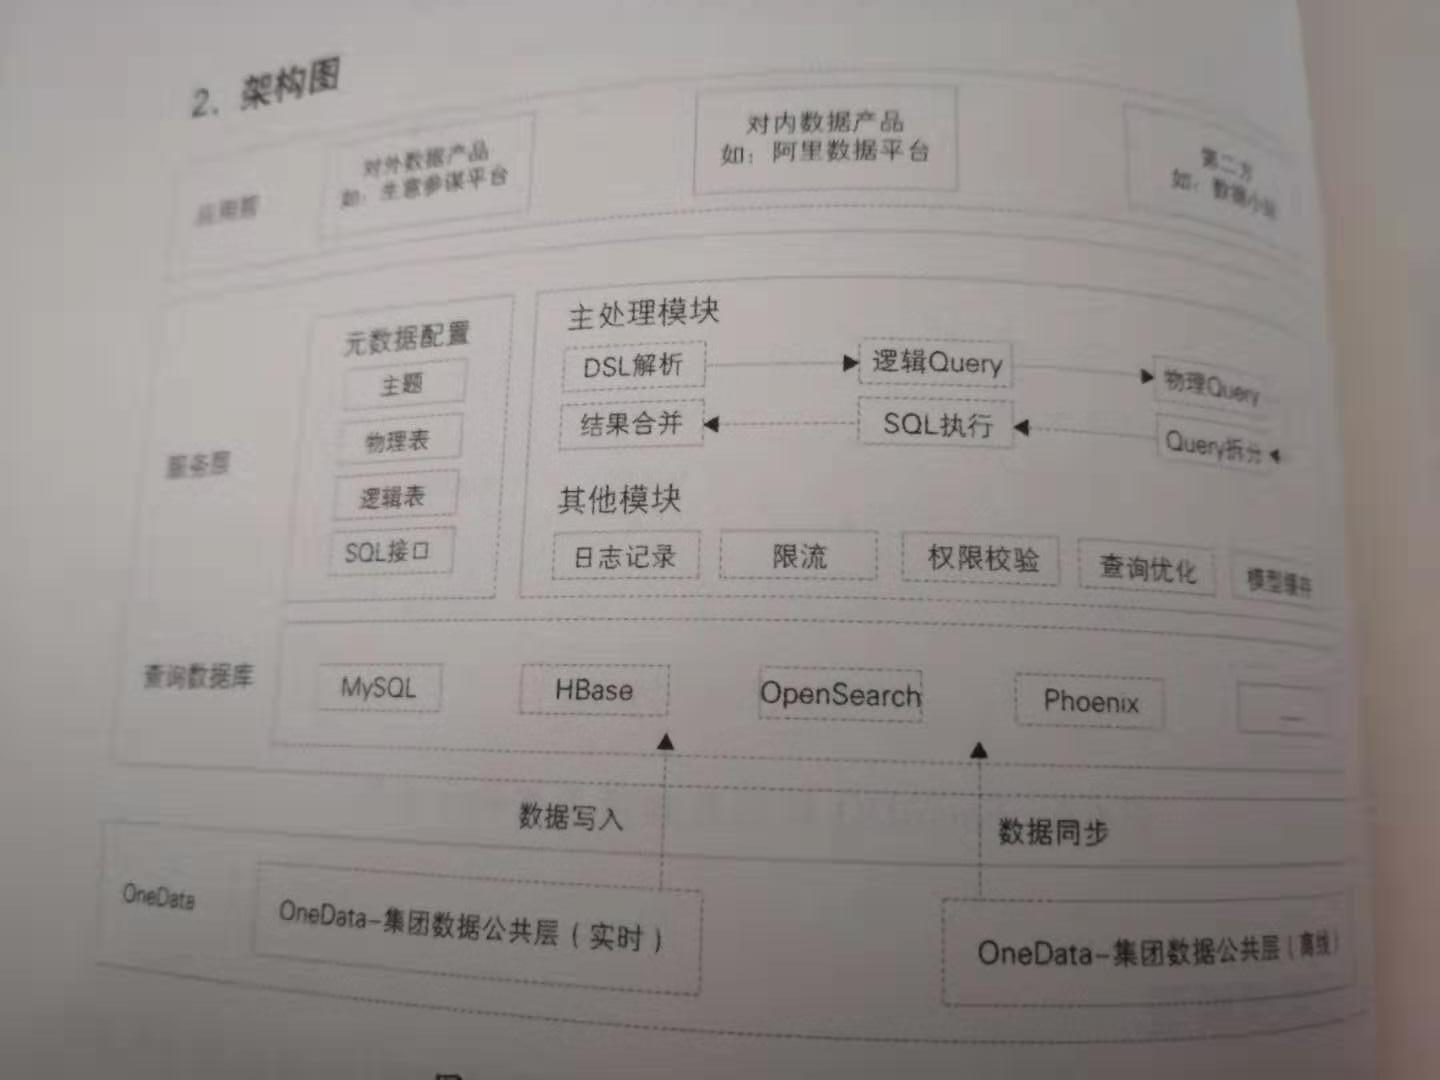 2. 架构图
应用层
对外数据产品
如：生意参谋平台
对内数据产品
如：阿里数据平台
第二方
如：数据小站
服务层
元数据配置
主题
物理表
逻辑表
SQL接口
主处理模块
DSL解析
逻辑Query
物理Query
结果合并
SQL执行
Query拆分
其他模块
日志记录
限流
权限校验
查询优化
模型缓存
查询数据库
MySQL
HBase
OpenSearch
Phoenix
数据写入
数据同步
OneData
OneData-集团数据公共层（实时）
OneData-集团数据公共层（离线）